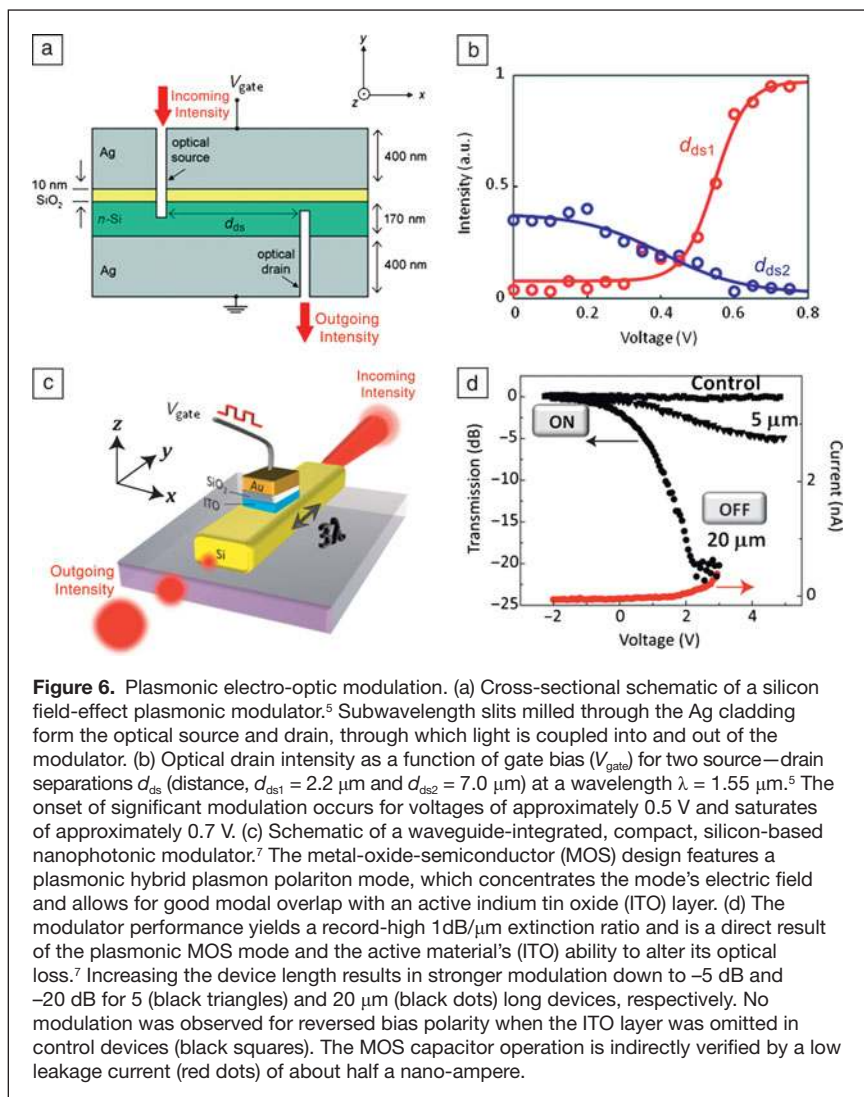 a
y
x
z
V_gate
Incoming
Intensity
optical
source
Ag
400 nm
10 nm
SiO₂
n-Si
d_ds
170 nm
optical
drain
Ag
400 nm
Outgoing
Intensity
b
1
0.5
0
Intensity (a.u.)
d_ds1
d_ds2
0 0.2 0.4 0.6 0.8
Voltage (V)
c
Incoming
Intensity
V_gate
z
y
x
SiO₂
Au
ITO
3λ
Si
Outgoing
Intensity
d
Control
0
ON
5 μm
−5
−10
−15
−20
−25
Transmission (dB)
OFF
20 μm
2
0
Current (nA)
−2 0 2 4
Voltage (V)
Figure 6. Plasmonic electro-optic modulation. (a) Cross-sectional schematic of a silicon
field-effect plasmonic modulator.⁵ Subwavelength slits milled through the Ag cladding
form the optical source and drain, through which light is coupled into and out of the
modulator. (b) Optical drain intensity as a function of gate bias (V_gate) for two source—drain
separations d_ds (distance, d_ds1 = 2.2 μm and d_ds2 = 7.0 μm) at a wavelength λ = 1.55 μm.⁵ The
onset of significant modulation occurs for voltages of approximately 0.5 V and saturates
of approximately 0.7 V. (c) Schematic of a waveguide-integrated, compact, silicon-based
nanophotonic modulator.⁷ The metal-oxide-semiconductor (MOS) design features a
plasmonic hybrid plasmon polariton mode, which concentrates the mode's electric field
and allows for good modal overlap with an active indium tin oxide (ITO) layer. (d) The
modulator performance yields a record-high 1dB/μm extinction ratio and is a direct result
of the plasmonic MOS mode and the active material's (ITO) ability to alter its optical
loss.⁷ Increasing the device length results in stronger modulation down to –5 dB and
–20 dB for 5 (black triangles) and 20 μm (black dots) long devices, respectively. No
modulation was observed for reversed bias polarity when the ITO layer was omitted in
control devices (black squares). The MOS capacitor operation is indirectly verified by a low
leakage current (red dots) of about half a nano-ampere.